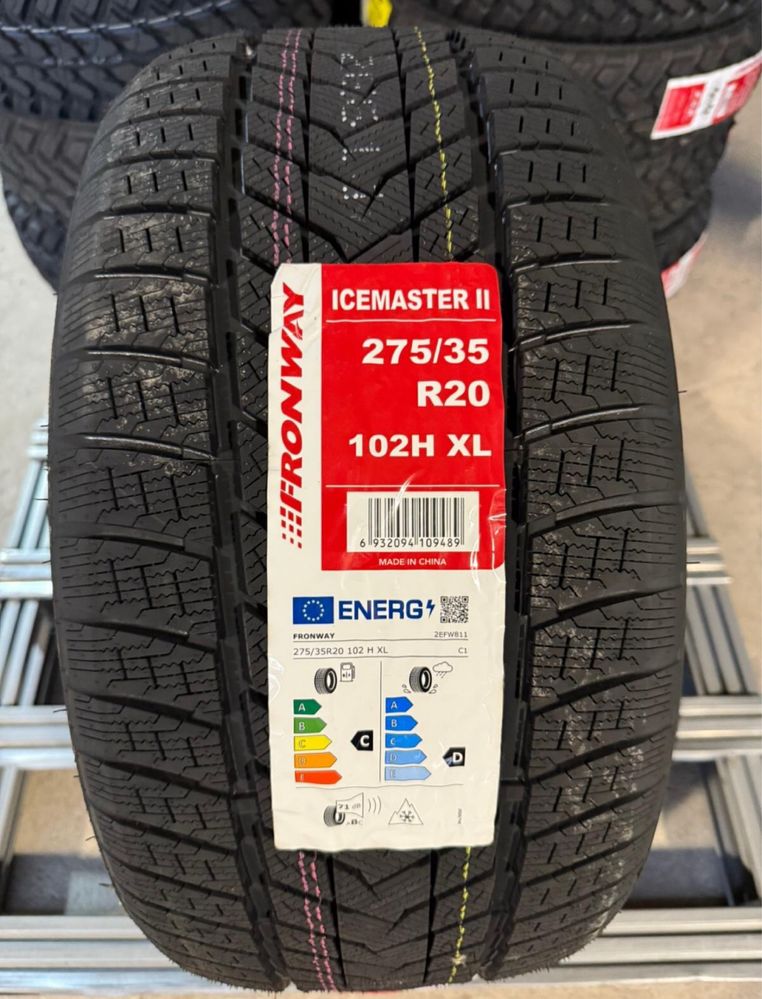 FRONWAY
ICEMASTER II
275/35
R20
102H XL
6 932094 109489
MADE IN CHINA
ENERG
FRONWAY 2EFW811
275/35R20 102 H XL C1
A A
B B
C C C
D D D
E E
71 dB